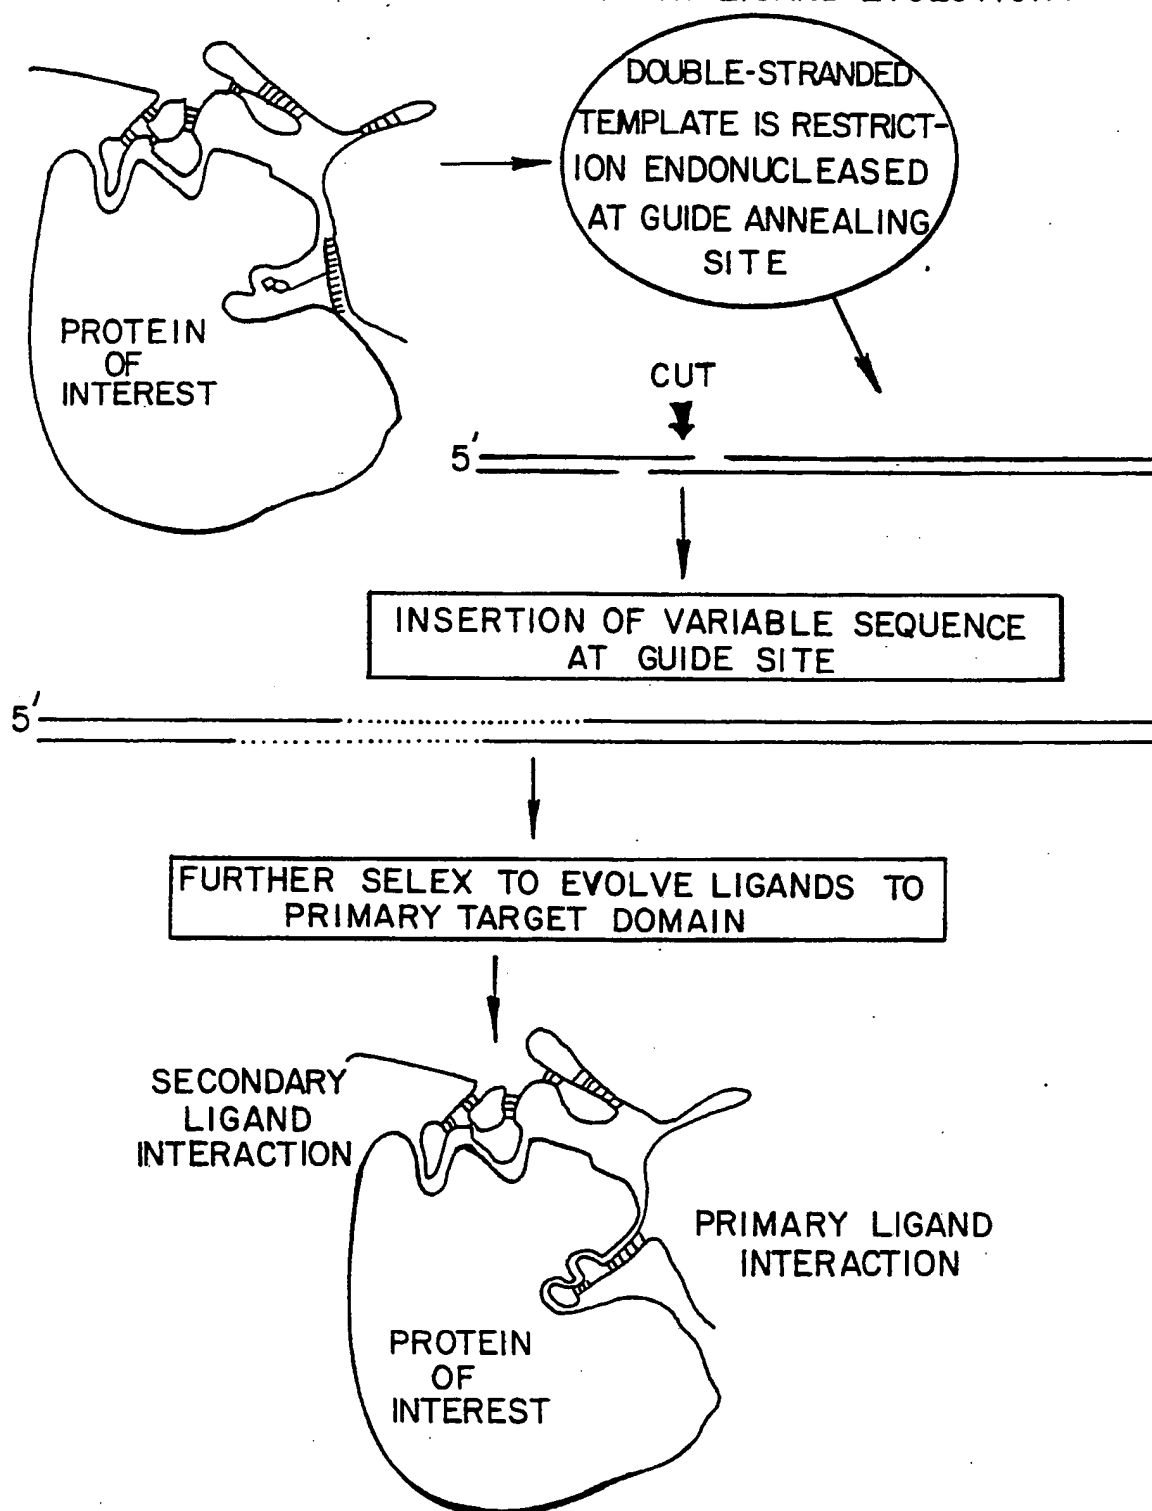 DOUBLE-STRANDED
TEMPLATE IS RESTRICT-
ION ENDONUCLEASED
AT GUIDE ANNEALING
SITE
PROTEIN
OF
INTEREST
CUT
5'
INSERTION OF VARIABLE SEQUENCE
AT GUIDE SITE
5'
FURTHER SELEX TO EVOLVE LIGANDS TO
PRIMARY TARGET DOMAIN
SECONDARY
LIGAND
INTERACTION
PRIMARY LIGAND
INTERACTION
PROTEIN
OF
INTEREST